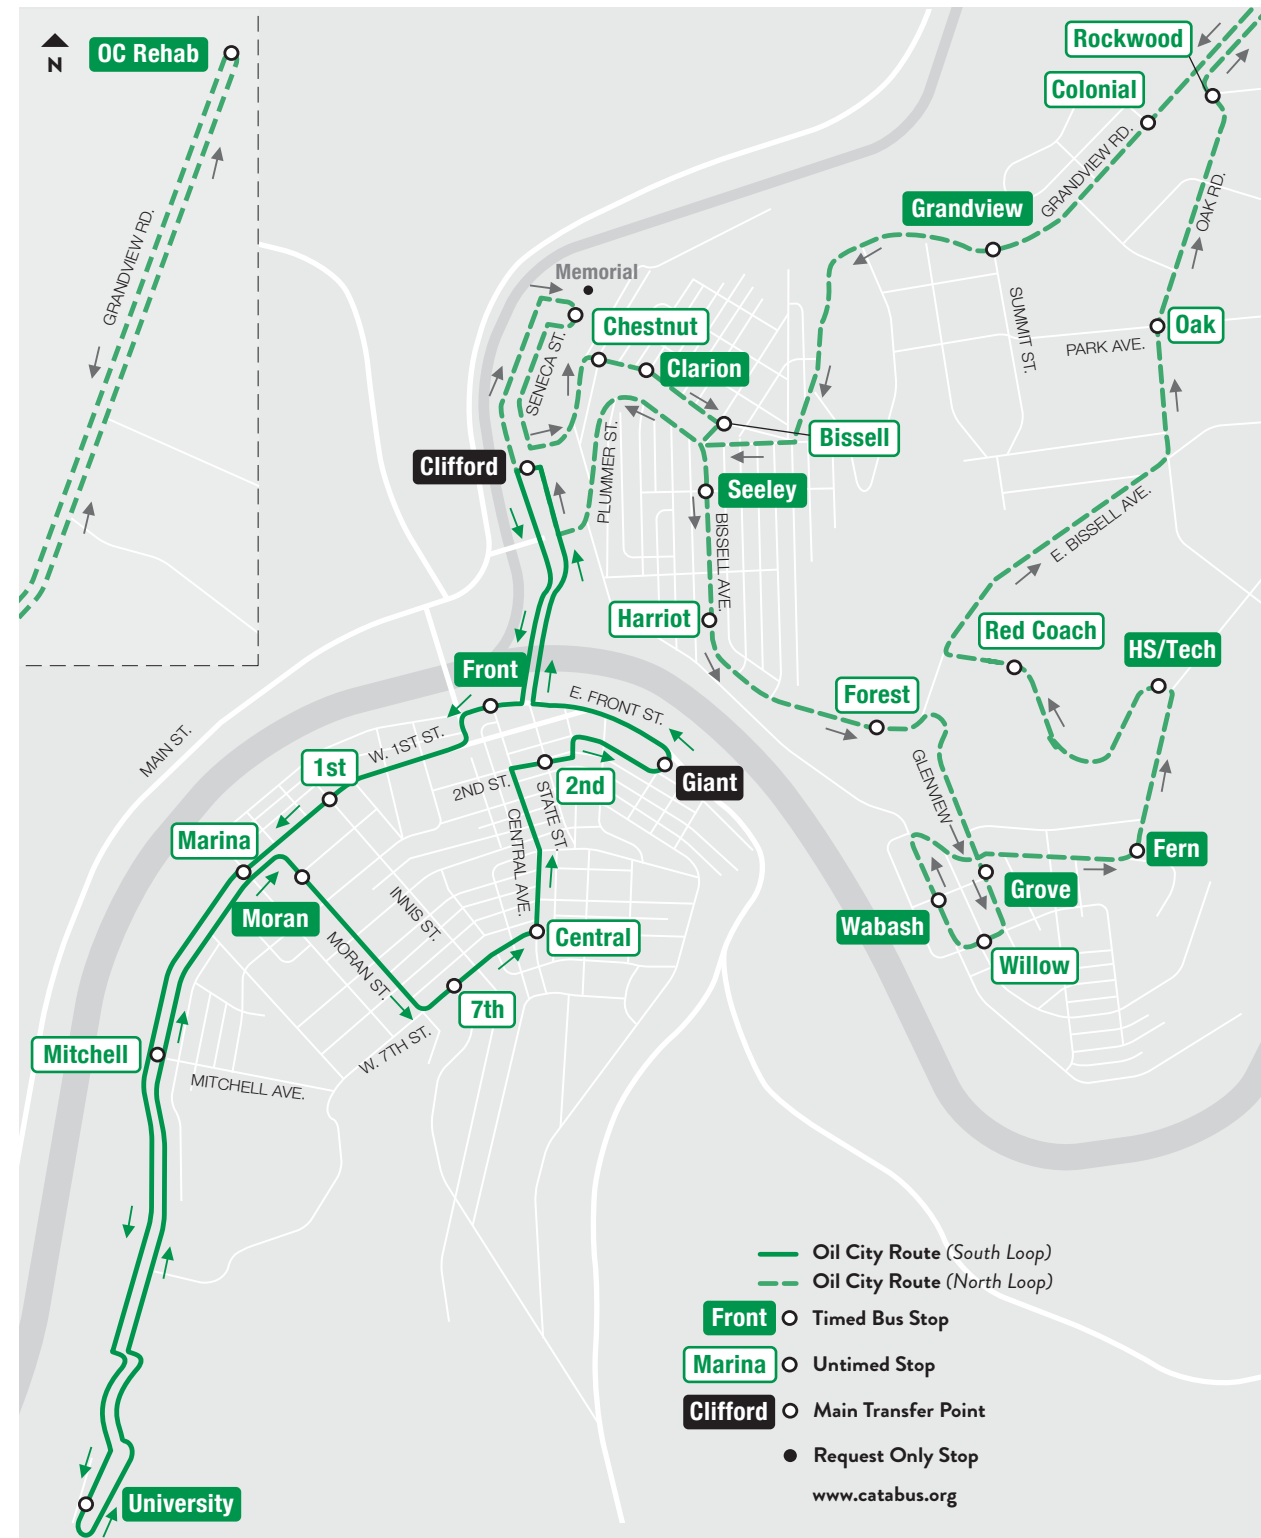 N
OC Rehab
Rockwood
Colonial
GRANDVIEW RD.
Grandview
OAK RD.
GRANDVIEW RD.
Memorial
SUMMIT ST.
Chestnut
Oak
PARK AVE.
SENECA ST.
Clarion
Bissell
Clifford
PLUMMER ST.
Seeley
E. BISSELL AVE.
BISSELL AVE.
Harriot
Red Coach
HS/Tech
Front
E. FRONT ST.
Forest
MAIN ST.
W. 1ST ST.
1st
2ND ST.
2nd
Giant
GLENVIEW
STATE ST.
CENTRAL AVE.
Marina
Fern
Grove
Moran
INNIS ST.
Wabash
Central
MORAN ST.
Willow
7th
W. 7TH ST.
Mitchell
MITCHELL AVE.
Oil City Route (South Loop)
Oil City Route (North Loop)
Front Timed Bus Stop
Marina Untimed Stop
Clifford Main Transfer Point
Request Only Stop
www.catabus.org
University